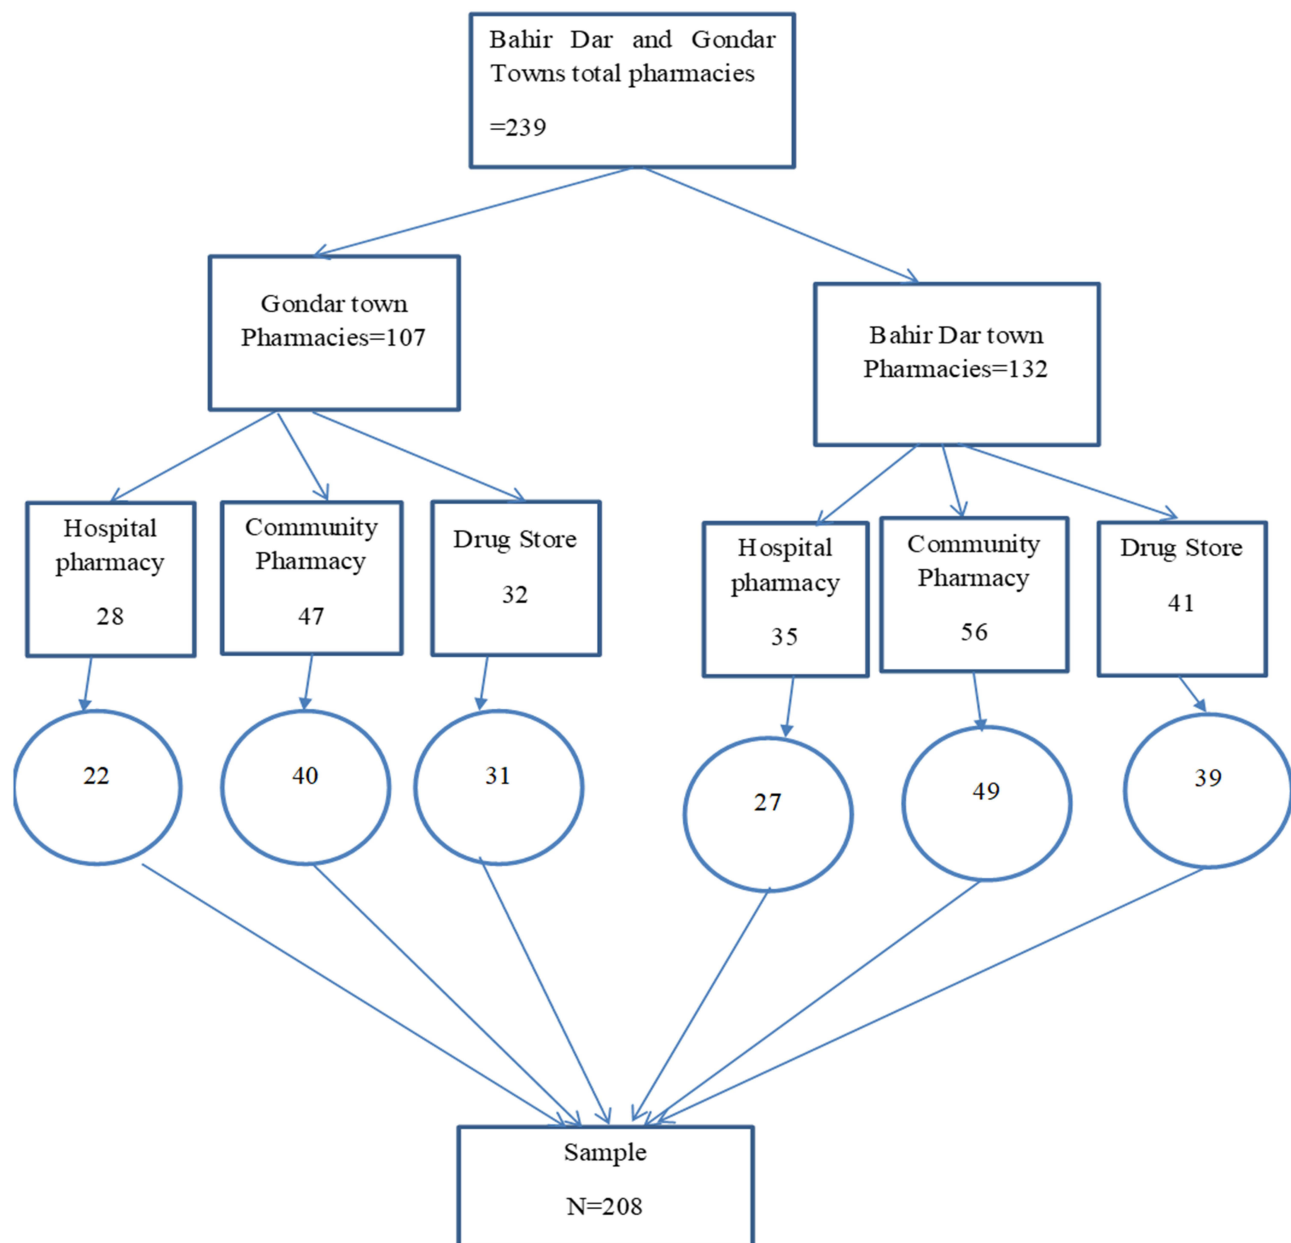 Bahir Dar and Gondar
Towns total pharmacies
=239
Gondar town
Pharmacies=107
Bahir Dar town
Pharmacies=132
Hospital
pharmacy
28
Community
Pharmacy
47
Drug Store
32
Hospital
pharmacy
35
Community
Pharmacy
56
Drug Store
41
22
40
31
27
49
39
Sample
N=208